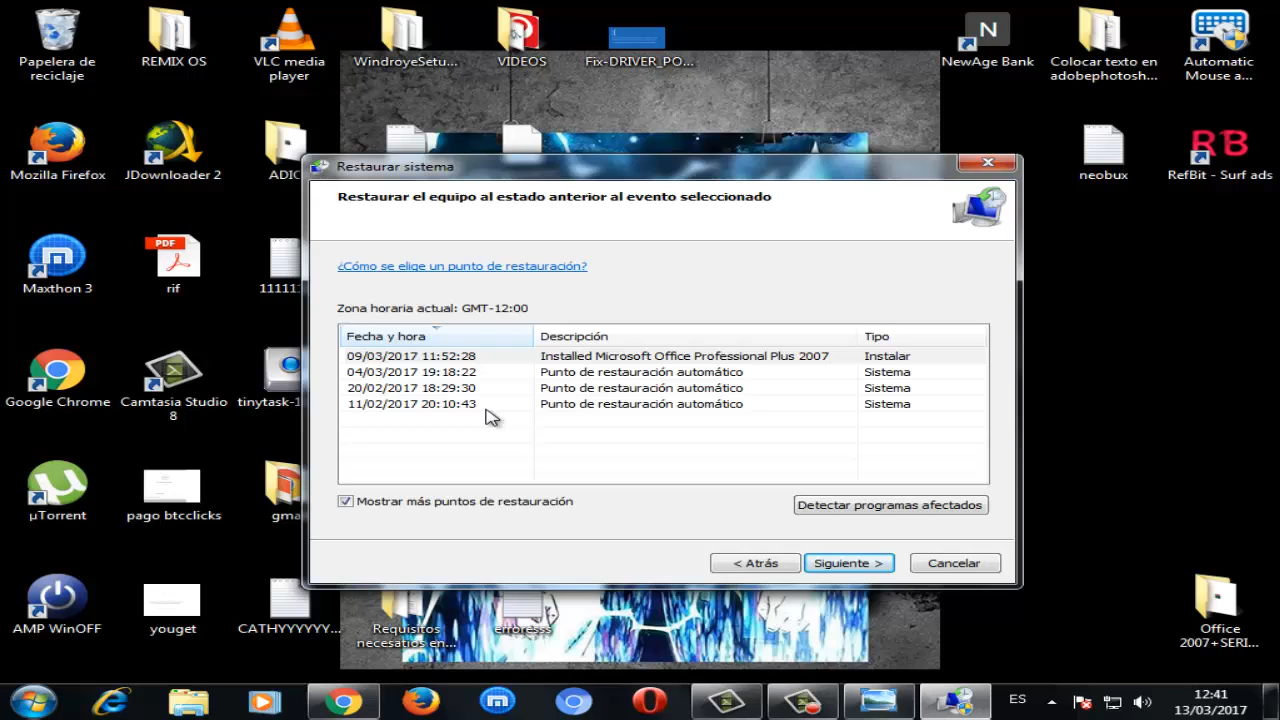 Papelera de
reciclaje
REMIX OS
VLC media
player
WindroyeSetu...
VIDEOS
Fix-DRIVER_PO...
N
NewAge Bank
Colocar texto en
adobephotosh...
Automatic
Mouse a...
Mozilla Firefox
JDownloader 2
ADIC
neobux
RB
RefBit - Surf ads
Restaurar sistema
Restaurar el equipo al estado anterior al evento seleccionado
¿Cómo se elige un punto de restauración?
Zona horaria actual: GMT-12:00
Fecha y hora Descripción Tipo
09/03/2017 11:52:28 Installed Microsoft Office Professional Plus 2007 Instalar
04/03/2017 19:18:22 Punto de restauración automático Sistema
20/02/2017 18:29:30 Punto de restauración automático Sistema
11/02/2017 20:10:43 Punto de restauración automático Sistema
Mostrar más puntos de restauración
Detectar programas afectados
< Atrás Siguiente > Cancelar
Maxthon 3
PDF
rif
11111
Google Chrome
Camtasia Studio
8
tinytask-1
µTorrent
pago btcclicks
gma
AMP WinOFF
youget
CATHYYYYYY...
Requisitos
necesatios en...
erroresss
Office
2007+SERI...
ES
12:41
13/03/2017